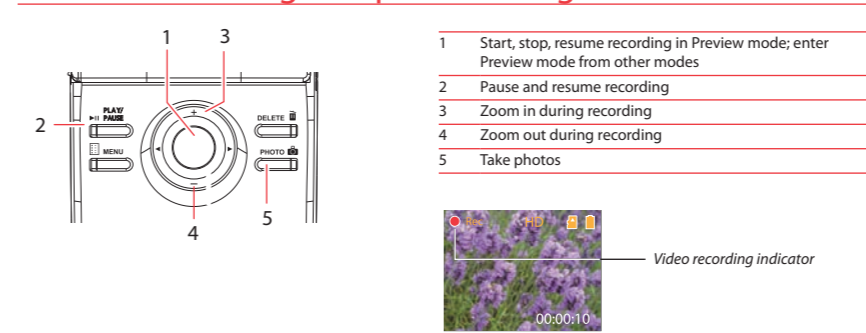 1 3
PLAY/
PAUSE
DELETE
2
MENU
PHOTO
4
5
1 Start, stop, resume recording in Preview mode; enter
Preview mode from other modes
2 Pause and resume recording
3 Zoom in during recording
4 Zoom out during recording
5 Take photos
Rec HD
Video recording indicator
00:00:10